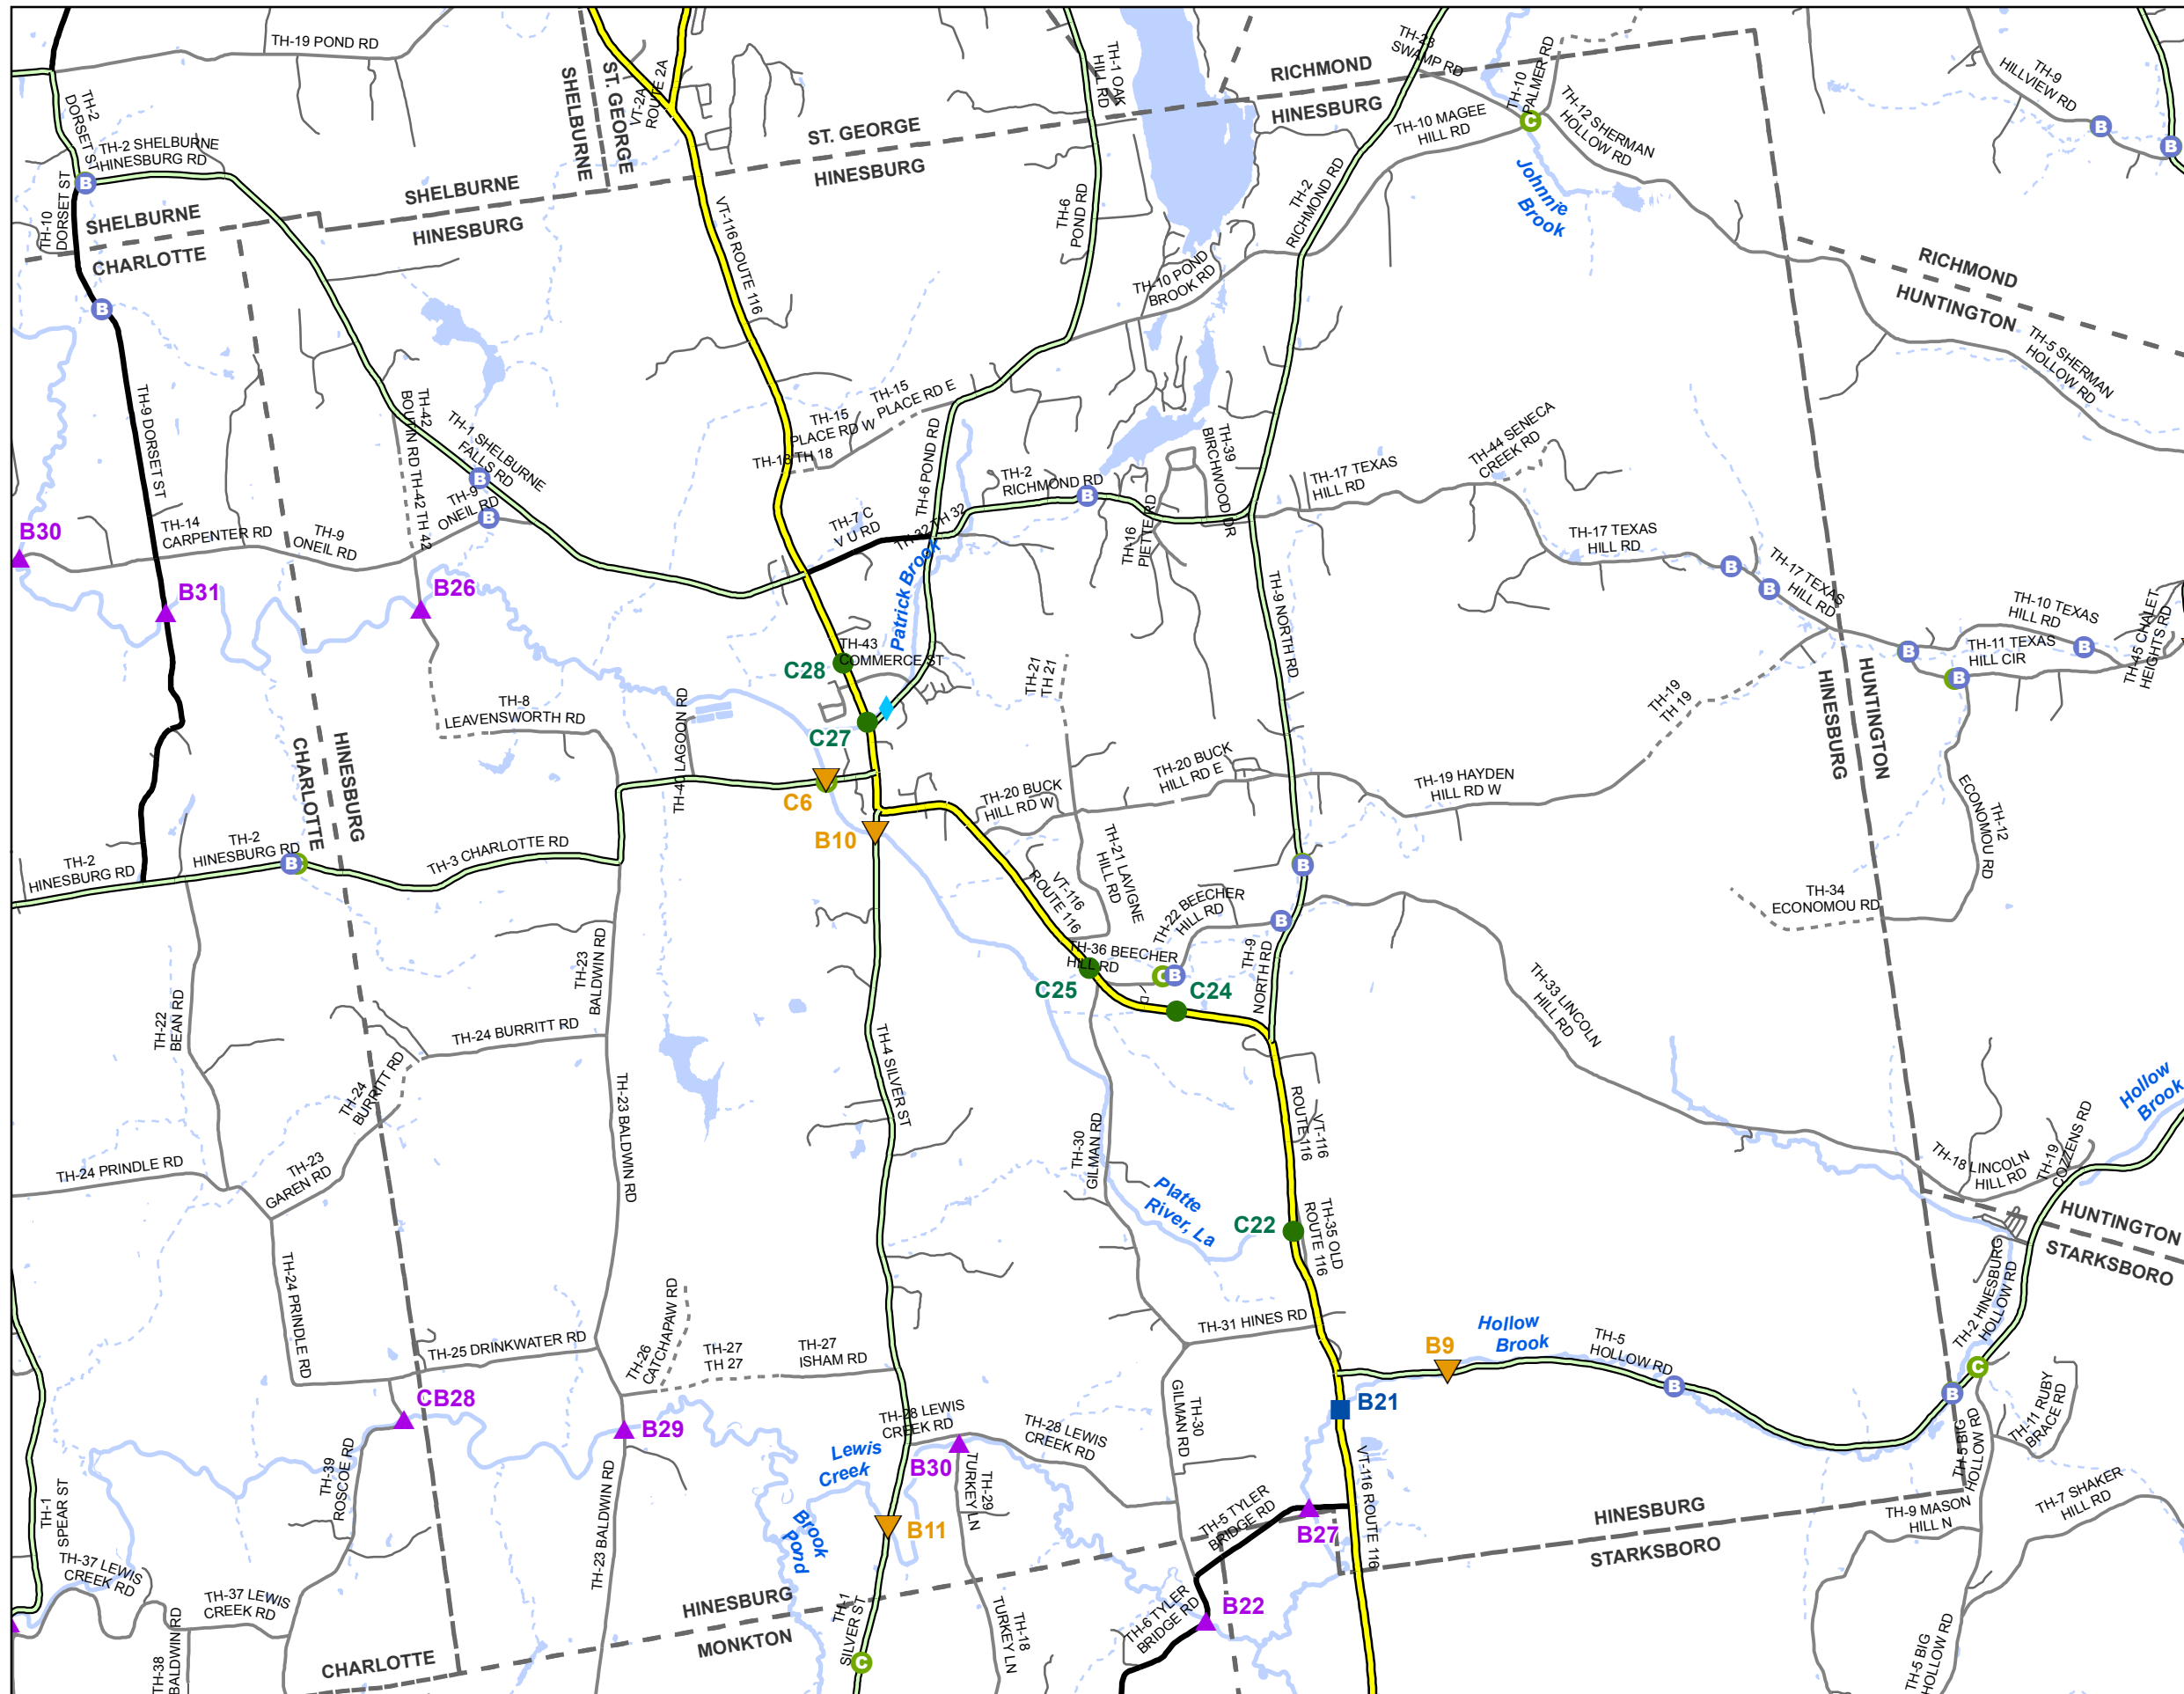 TH-19 POND RD
TH-2
DORSET ST
TH-2 SHELBURNE
HINESBURG RD
TH-10
DORSET ST
SHELBURNE
CHARLOTTE
SHELBURNE
HINESBURG
SHELBURNE
ST. GEORGE
VT-2A
ROUTE 2A
ST. GEORGE
HINESBURG
TH-1 OAK
HILL RD
RICHMOND
HINESBURG
TH-23
SWAMP RD
TH-10
PALMER RD
TH-10 MAGEE
HILL RD
TH-12 SHERMAN
HOLLOW RD
TH-9
HILLVIEW RD
B
B
B
B
C
Johnnie
Brook
TH-2
RICHMOND RD
TH-6
POND RD
VT-116 ROUTE 116
TH-10 POND
BROOK RD
RICHMOND
HUNTINGTON
TH-5 SHERMAN
HOLLOW RD
TH-9 DORSET ST
TH-42
BOUTIN RD
TH-42 TH 42
TH-1 SHELBURNE
FALLS RD
B
TH-9
ONEIL RD
B
TH-15
PLACE RD W
TH-15
PLACE RD E
TH-18 TH 18
TH-6 POND RD
TH-2
RICHMOND RD
B
TH-39
BIRCHWOOD DR
TH-17 TEXAS
HILL RD
TH-44 SENECA
CREEK RD
TH-7 C
V U RD
TH-32 TH 32
TH-16
PIETTE RD
TH-17 TEXAS
HILL RD
B
B
TH-17 TEXAS
HILL RD
B30
TH-14
CARPENTER RD
TH-9
ONEIL RD
B31
B26
Patrick Brook
TH-9 NORTH RD
TH-10 TEXAS
HILL RD
TH-11 TEXAS
HILL CIR
B
B
B
TH-45 CHALET
HEIGHTS RD
TH-43
COMMERCE ST
C28
C27
TH-21
TH 21
TH-8
LEAVENSWORTH RD
TH-40 LAGOON RD
TH-19
TH 19
HINESBURG
HUNTINGTON
CHARLOTTE
HINESBURG
C6
B10
TH-20 BUCK
HILL RD W
TH-20 BUCK
HILL RD E
TH-19 HAYDEN
HILL RD W
TH-12
ECONOMOU RD
TH-2
HINESBURG RD
TH-2
HINESBURG RD
B
TH-3 CHARLOTTE RD
VT-116
ROUTE 116
TH-21 LAVIGNE
HILL RD
TH-22 BEECHER
HILL RD
B
B
TH-34
ECONOMOU RD
TH-36 BEECHER
HILL RD
C
B
C25
C24
TH-9
NORTH RD
TH-33 LINCOLN
HILL RD
TH-22
BEAN RD
TH-23
BALDWIN RD
TH-24 BURRITT RD
TH-24
BURRITT RD
TH-4 SILVER ST
TH-23 BALDWIN RD
VT-116
ROUTE 116
TH-30
GILMAN RD
Hollow
Brook
TH-24 PRINDLE RD
TH-23
GAREN RD
TH-18 LINCOLN
HILL RD
TH-19
COZZENS RD
Platte
River, La
C22
TH-35 OLD
ROUTE 116
HUNTINGTON
STARKSBORO
TH-24 PRINDLE RD
TH-2 HINESBURG
HOLLOW RD
TH-25 DRINKWATER RD
TH-26
CATCHAPAW RD
TH-27
TH 27
TH-27
ISHAM RD
TH-31 HINES RD
B9
Hollow
Brook
TH-5
HOLLOW RD
B
C
B
CB28
B29
B21
TH-28 LEWIS
CREEK RD
TH-28 LEWIS
CREEK RD
TH-30
GILMAN RD
TH-11 RUBY
BRACE RD
TH-5 BIG
HOLLOW RD
Lewis
Creek
B30
TH-29
TURKEY LN
TH-39
ROSCOE RD
TH-23 BALDWIN RD
TH-1
SPEAR ST
Brook
Pond
B11
TH-5 TYLER
BRIDGE RD
B27
VT-116 ROUTE 116
HINESBURG
STARKSBORO
TH-9 MASON
HILL N
TH-7 SHAKER
HILL RD
TH-37 LEWIS
CREEK RD
TH-37 LEWIS
CREEK RD
HINESBURG
MONKTON
CHARLOTTE
TH-1
SILVER ST
C
TH-18
TURKEY LN
TH-6 TYLER
BRIDGE RD
B22
TH-38
BALDWIN RD
TH-5 BIG
HOLLOW RD